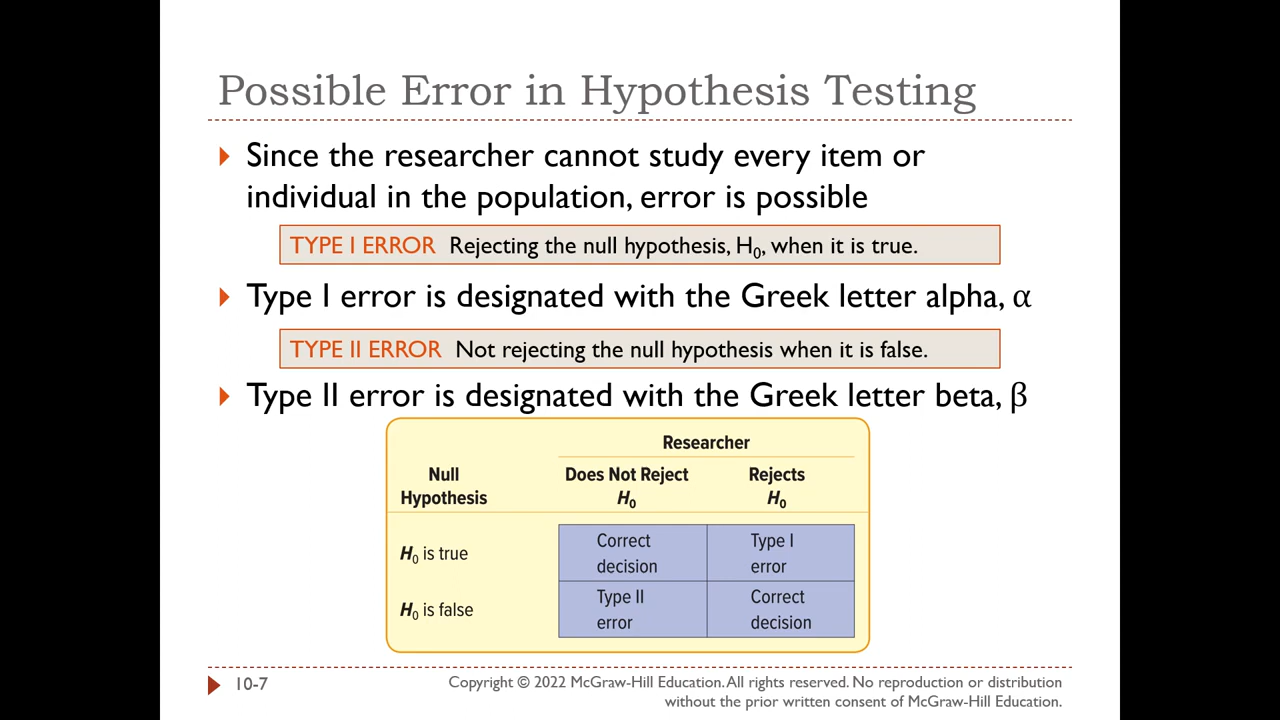 Possible Error in Hypothesis Testing
Since the researcher cannot study every item or
individual in the population, error is possible
TYPE I ERROR Rejecting the null hypothesis, H₀, when it is true.
Type I error is designated with the Greek letter alpha, α
TYPE II ERROR Not rejecting the null hypothesis when it is false.
Type II error is designated with the Greek letter beta, β
Researcher
Null Does Not Reject Rejects
Hypothesis H₀ H₀
H₀ is true Correct decision Type I error
H₀ is false Type II error Correct decision
10-7
Copyright © 2022 McGraw-Hill Education. All rights reserved. No reproduction or distribution
without the prior written consent of McGraw-Hill Education.